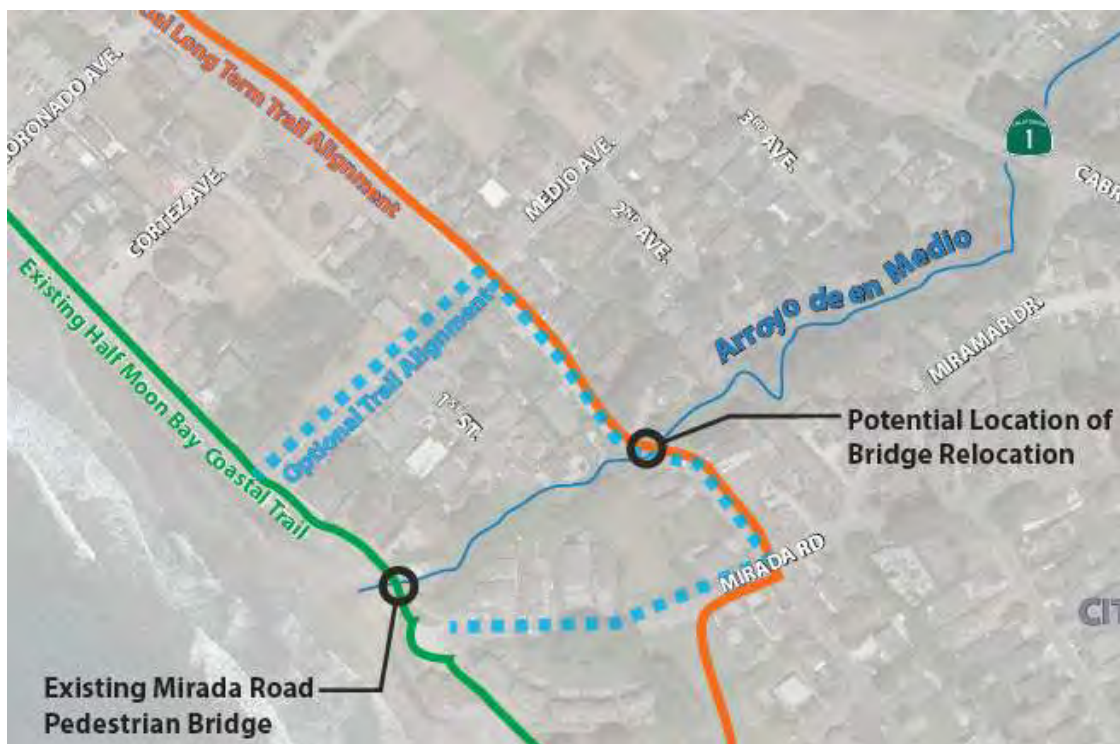 Long Term Trail Alignment
CORONADO AVE.
CORTEZ AVE.
MEDIO AVE.
3RD AVE.
2ND AVE.
CALIFORNIA
1
Arroyo de en Medio
MIRAMAR DR.
Existing Half Moon Bay Coastal Trail
Optional Trail Alignment
1ST ST.
Potential Location of
Bridge Relocation
MIRADA RD
Existing Mirada Road
Pedestrian Bridge